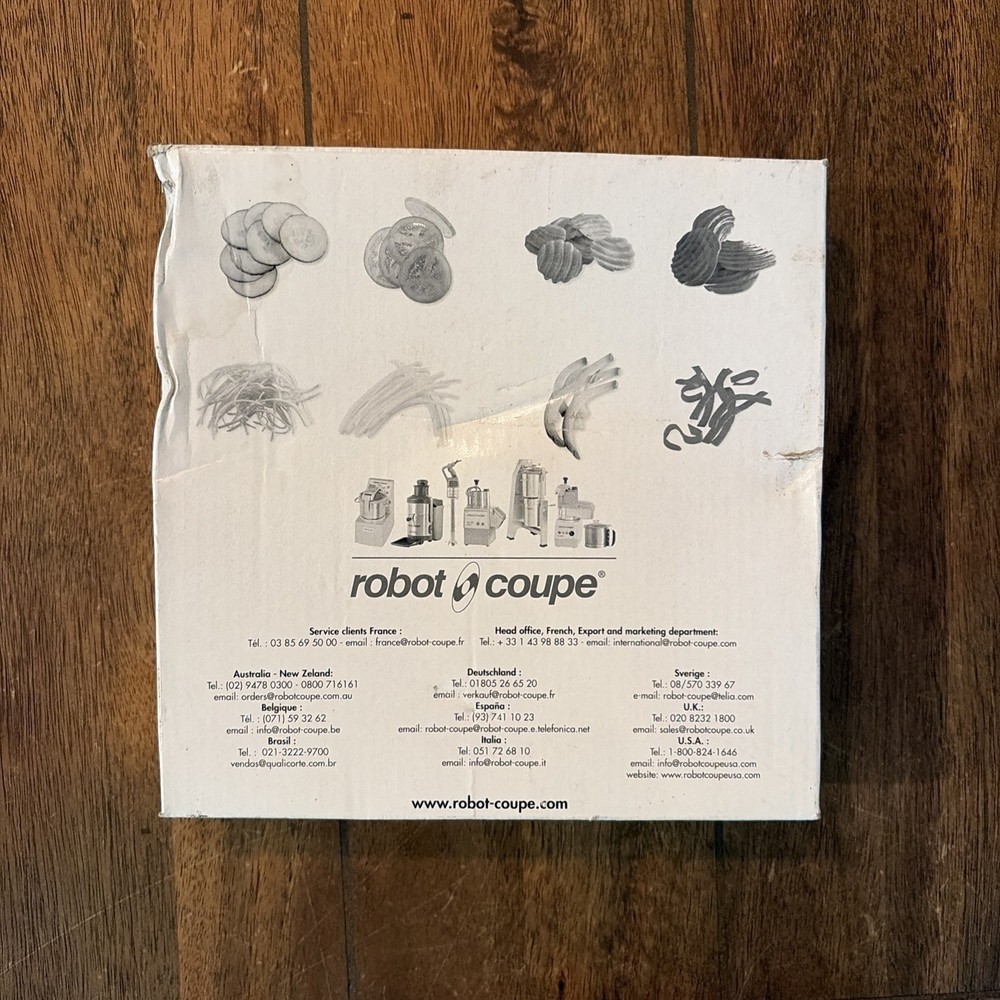 robot coupe®
Service clients France :
Tél. : 03 85 69 50 00 - email : france@robot-coupe.fr
Head office, French, Export and marketing department:
Tel.: + 33 1 43 98 88 33 - email: international@robot-coupe.com
Australia - New Zeland:
Tel.: (02) 9478 0300 - 0800 716161
email: orders@robotcoupe.com.au
Belgique :
Tél. : (071) 59 32 62
email : info@robot-coupe.be
Brasil :
Tel. : 021-3222-9700
vendas@qualicorte.com.br
Deutschland :
Tel.: 01805 26 65 20
email : verkauf@robot-coupe.fr
España :
Tel.: (93) 741 10 23
email: robot-coupe@robot-coupe.e.telefonica.net
Italia :
Tel: 051 72 68 10
email: info@robot-coupe.it
Sverige :
Tel.: 08/570 339 67
e-mail: robot-coupe@telia.com
U.K.:
Tel.: 020 8232 1800
email: sales@robotcoupe.co.uk
U.S.A. :
Tel.: 1-800-824-1646
email: info@robotcoupeusa.com
website: www.robotcoupeusa.com
www.robot-coupe.com